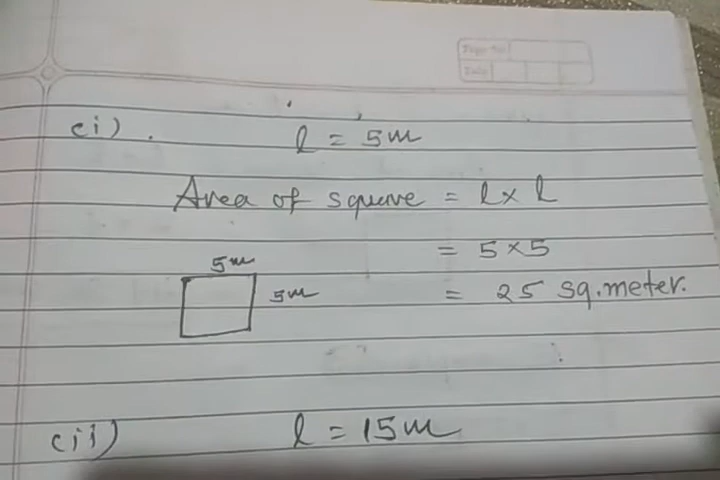 (i). l = 5m
Area of square = l × l
= 5×5
5m
5m
= 25 sq.meter.
(ii) l = 15m